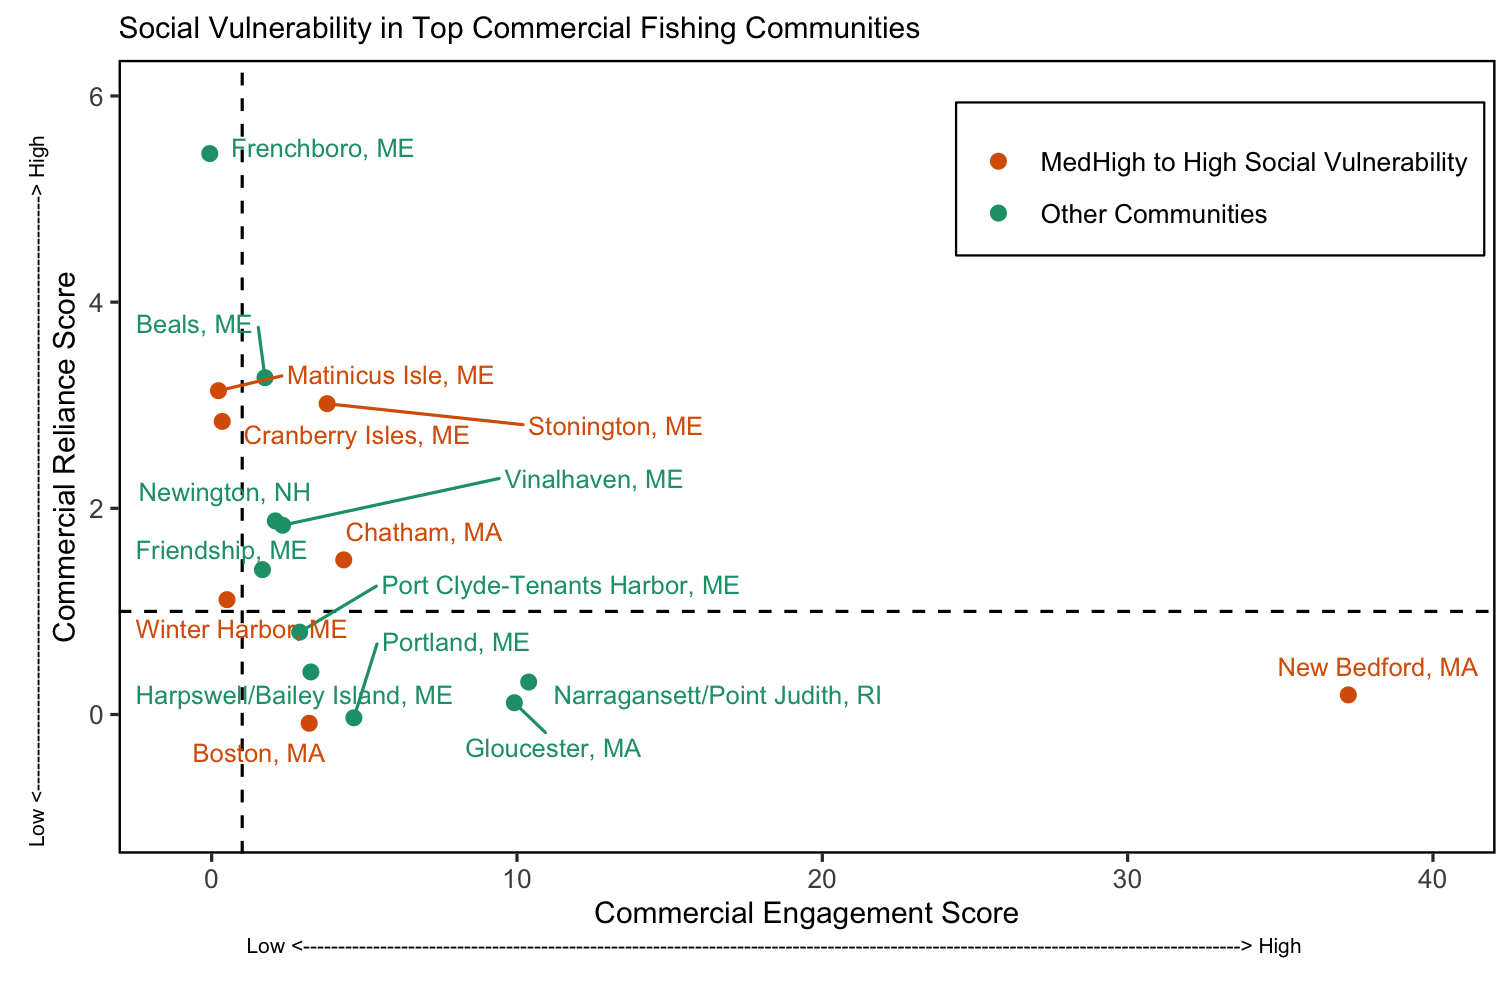 Social Vulnerability in Top Commercial Fishing Communities
6
Frenchboro, ME
MedHigh to High Social Vulnerability
Other Communities
Low <----------------------------------------------------------------------------------> High
Commercial Reliance Score
4
Beals, ME
Matinicus Isle, ME
Stonington, ME
Cranberry Isles, ME
Vinalhaven, ME
Newington, NH
2
Chatham, MA
Friendship, ME
Port Clyde-Tenants Harbor, ME
Winter Harbor, ME
Portland, ME
New Bedford, MA
Harpswell/Bailey Island, ME
Narragansett/Point Judith, RI
0
Boston, MA
Gloucester, MA
0
10
20
30
40
Commercial Engagement Score
Low <----------------------------------------------------------------------------------------------------------------------------------> High